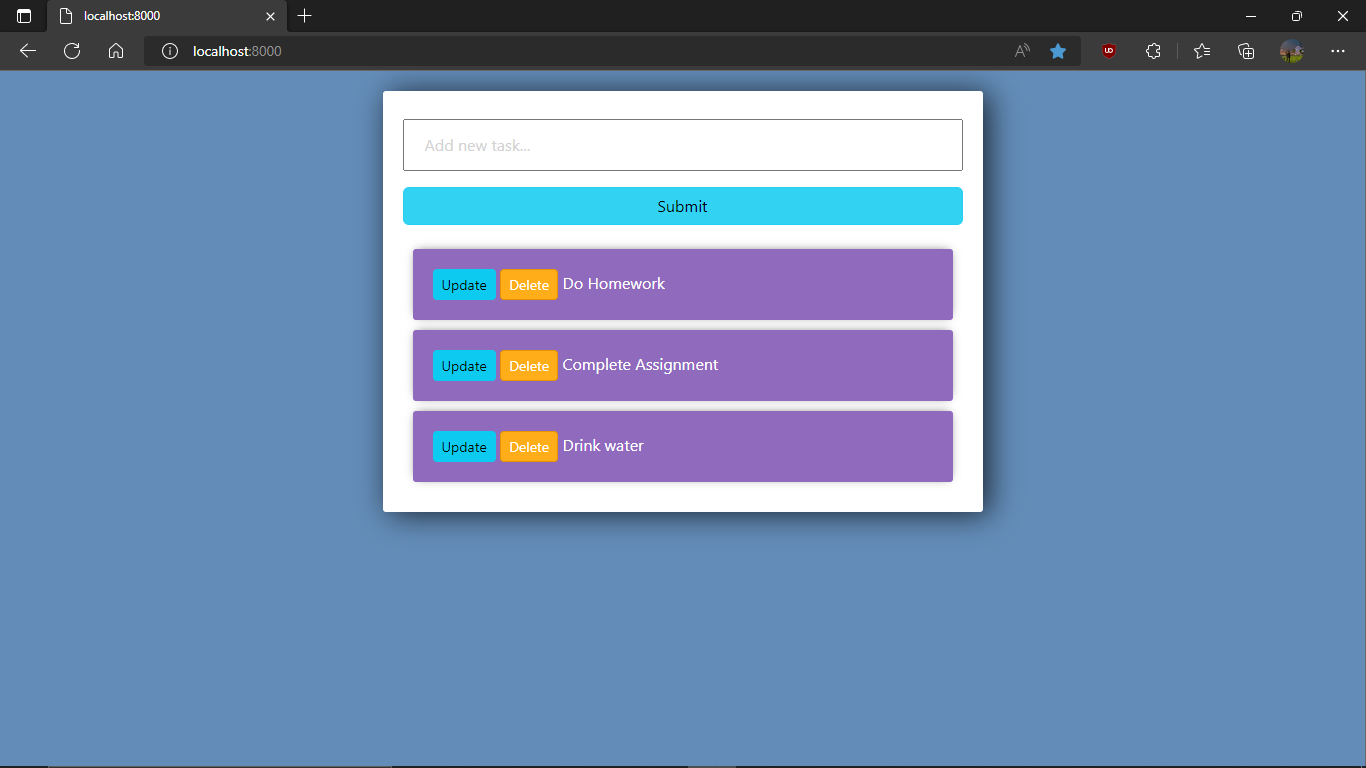 localhost:8000
localhost:8000
Add new task...
Submit
Update Delete Do Homework
Update Delete Complete Assignment
Update Delete Drink water